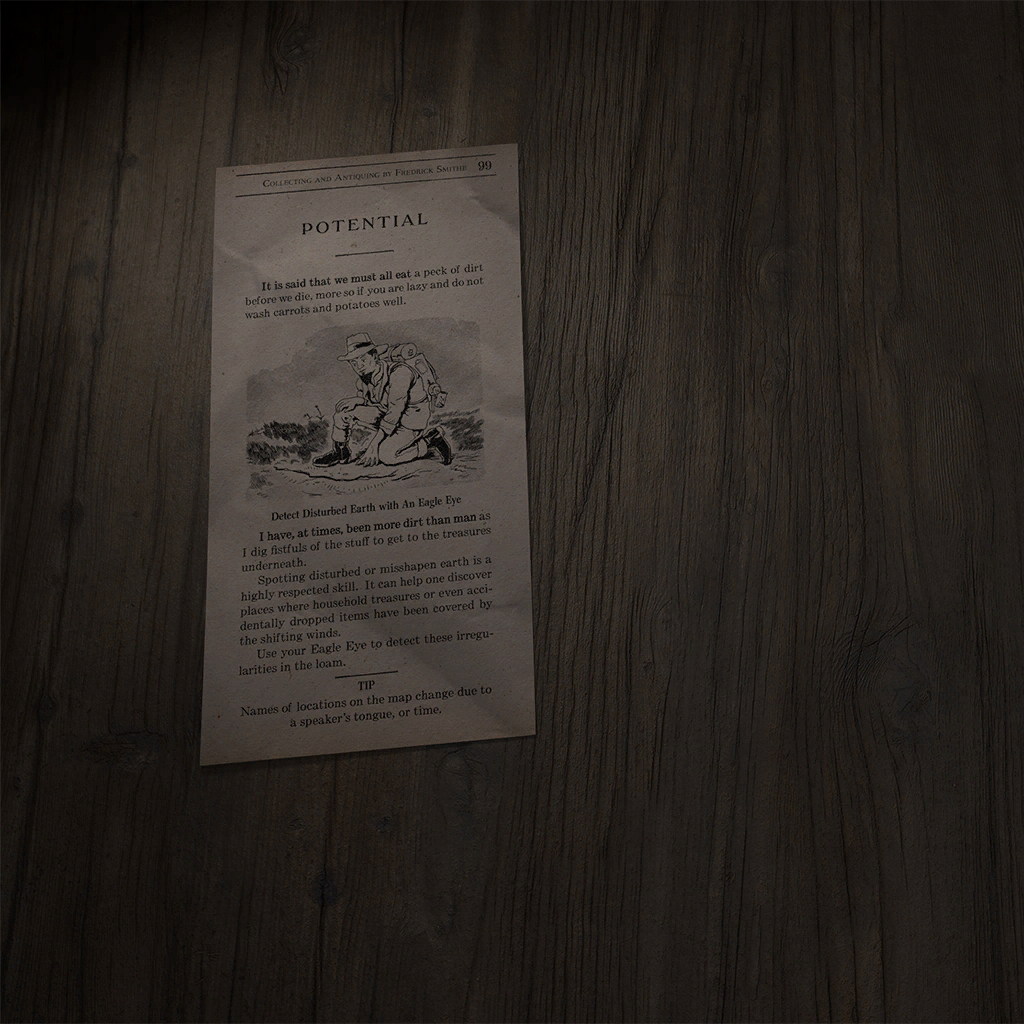 COLLECTING AND ANTIQUING BY FREDRICK SMITHE 99
POTENTIAL
It is said that we must all eat a peck of dirt
before we die, more so if you are lazy and do not
wash carrots and potatoes well.
Detect Disturbed Earth with An Eagle Eye
I have, at times, been more dirt than man as
I dig fistfuls of the stuff to get to the treasures
underneath.
Spotting disturbed or misshapen earth is a
highly respected skill. It can help one discover
places where household treasures or even acci-
dentally dropped items have been covered by
the shifting winds.
Use your Eagle Eye to detect these irregu-
larities in the loam.
TIP
Names of locations on the map change due to
a speaker's tongue, or time.